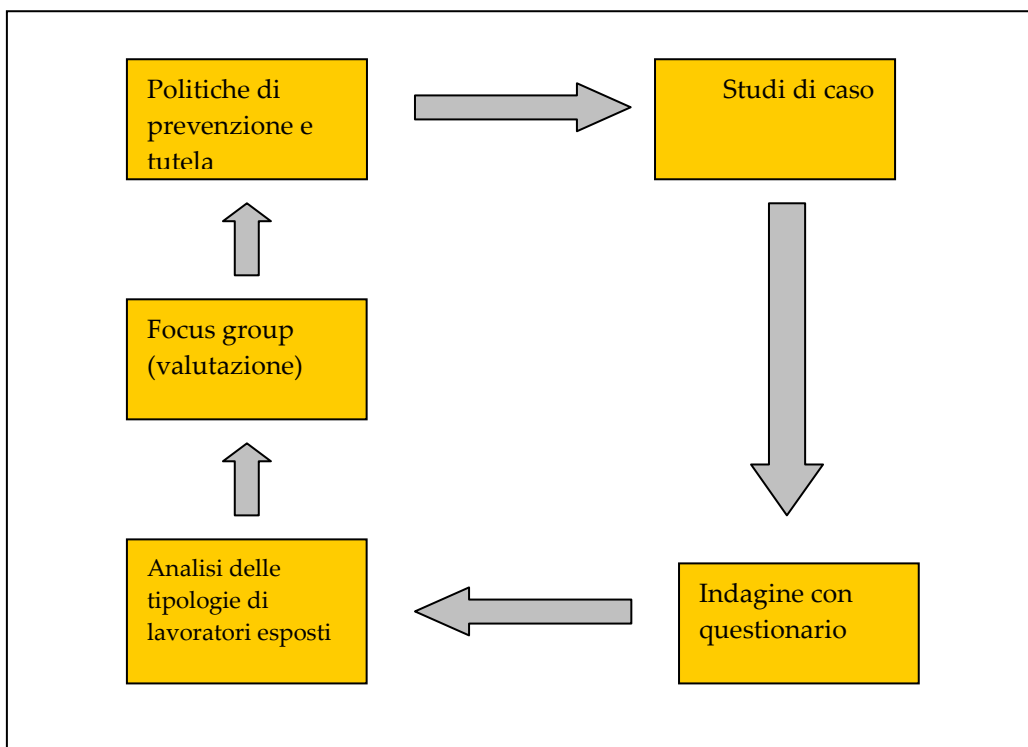 Politiche di
prevenzione e
tutela
Studi di caso
Focus group
(valutazione)
Analisi delle
tipologie di
lavoratori esposti
Indagine con
questionario